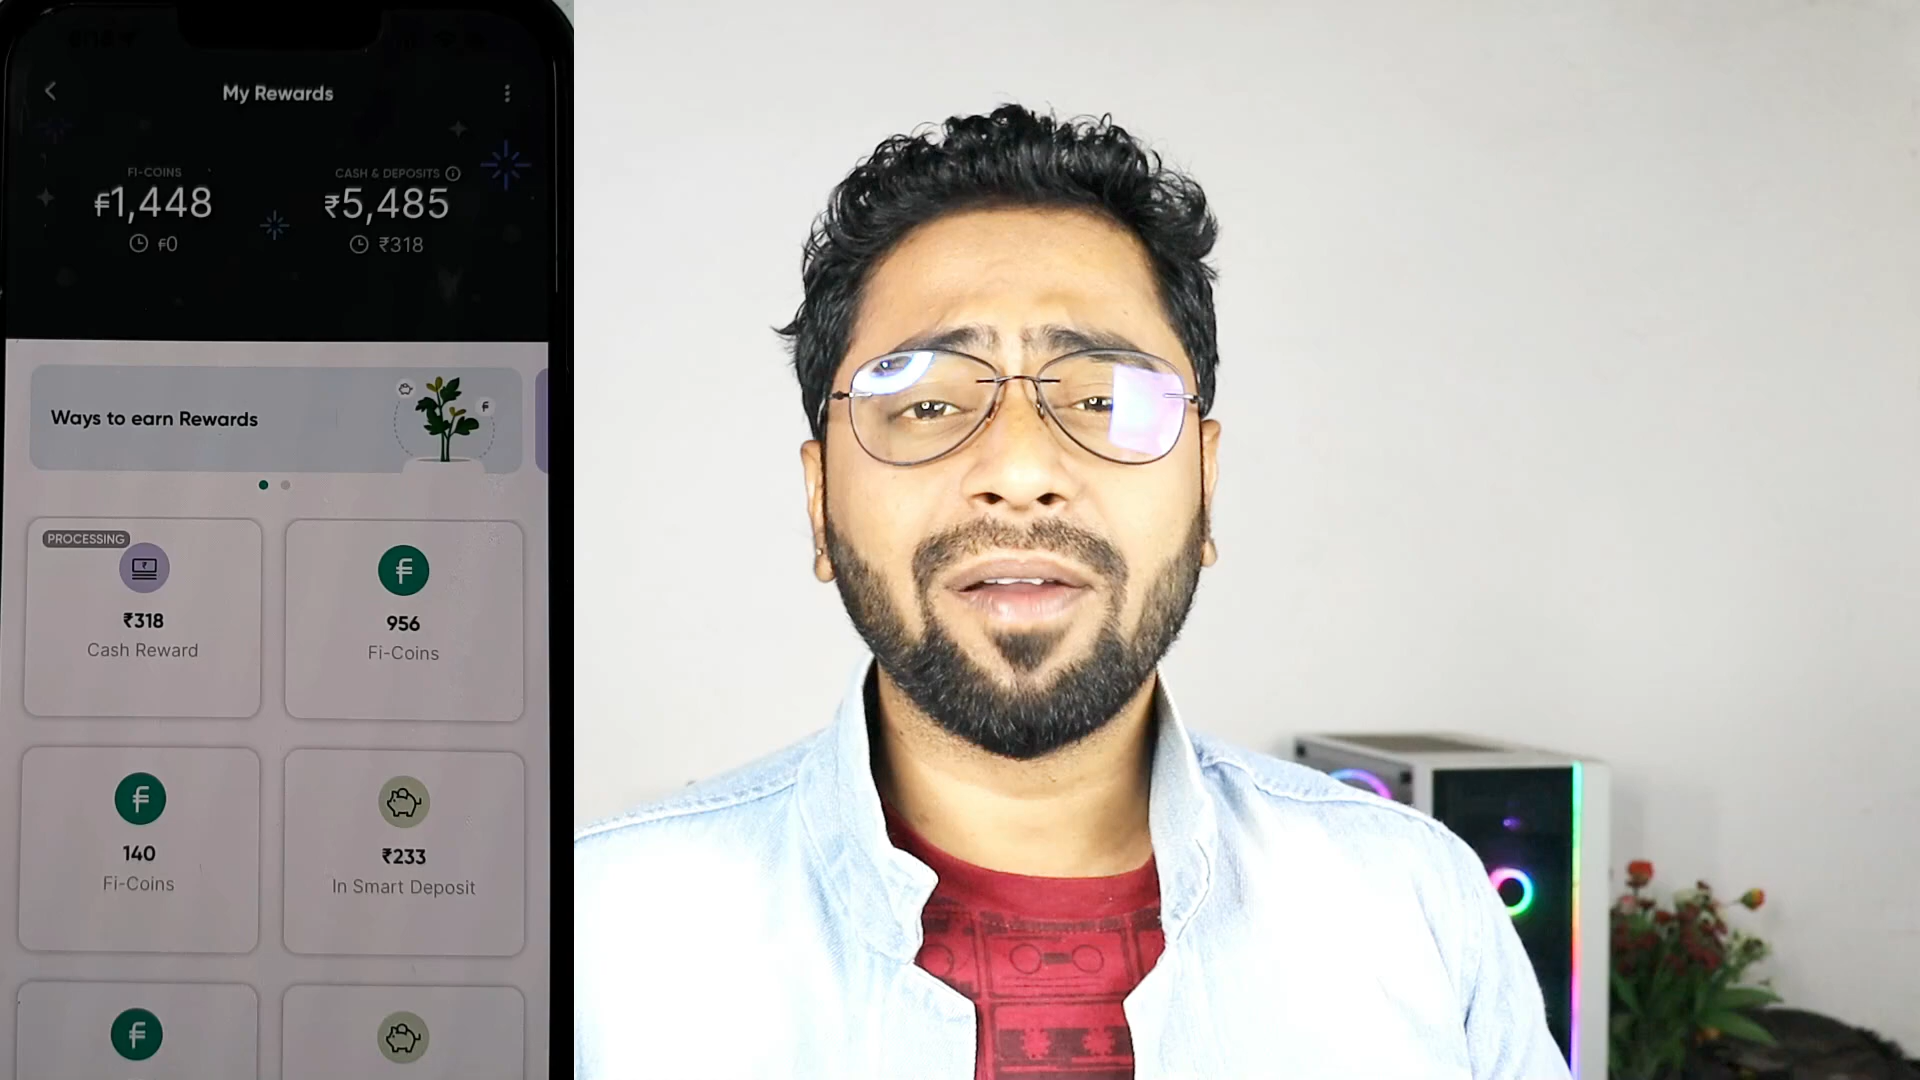 My Rewards
FI-COINS
CASH & DEPOSITS
₣1,448
₹5,485
₣0
₹318
Ways to earn Rewards
PROCESSING
₹318
Cash Reward
956
Fi-Coins
140
Fi-Coins
₹233
In Smart Deposit